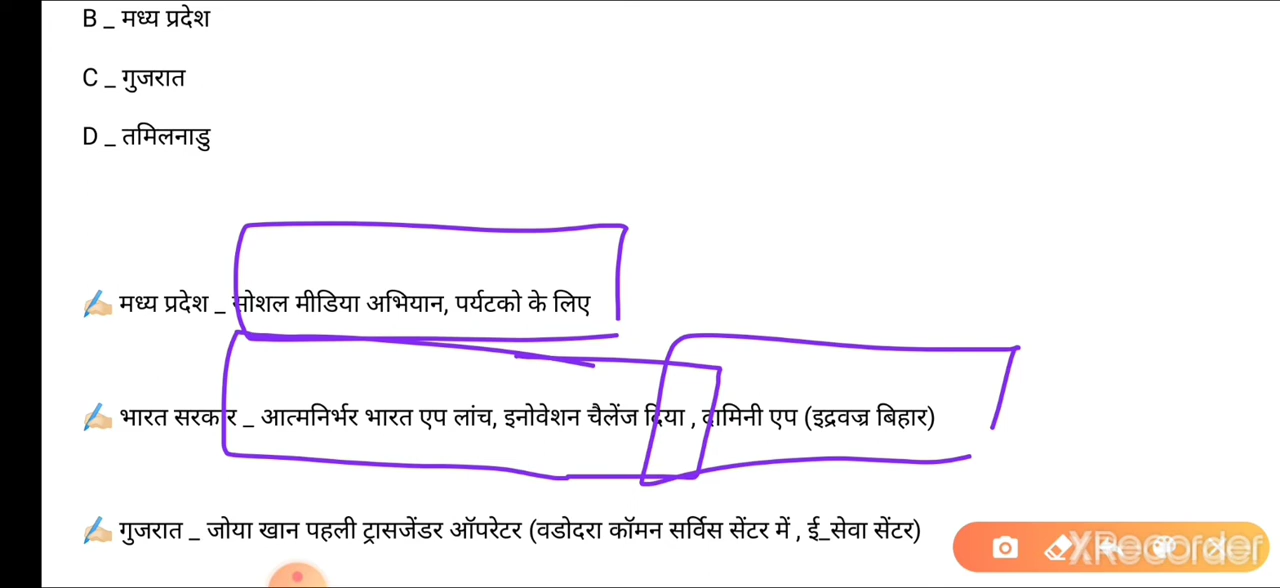 B _ मध्य प्रदेश
C _ गुजरात
D _ तमिलनाडु
✍🏻 मध्य प्रदेश _ सोशल मीडिया अभियान, पर्यटको के लिए
✍🏻 भारत सरकार _ आत्मनिर्भर भारत एप लांच, इनोवेशन चैलेंज दिया , दामिनी एप (इद्रवज्र बिहार)
✍🏻 गुजरात _ जोया खान पहली ट्रासजेंडर ऑपरेटर (वडोदरा कॉमन सर्विस सेंटर में , ई_सेवा सेंटर)
XRecorder